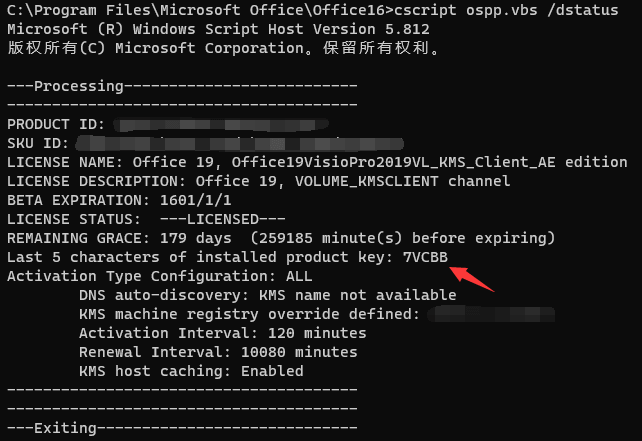 C:\Program Files\Microsoft Office\Office16>cscript ospp.vbs /dstatus
Microsoft (R) Windows Script Host Version 5.812
版权所有(C) Microsoft Corporation。保留所有权利。
---Processing--------------------------
---------------------------------------
PRODUCT ID:
SKU ID:
LICENSE NAME: Office 19, Office19VisioPro2019VL_KMS_Client_AE edition
LICENSE DESCRIPTION: Office 19, VOLUME_KMSCLIENT channel
BETA EXPIRATION: 1601/1/1
LICENSE STATUS:  ---LICENSED---
REMAINING GRACE: 179 days  (259185 minute(s) before expiring)
Last 5 characters of installed product key: 7VCBB
Activation Type Configuration: ALL
        DNS auto-discovery: KMS name not available
        KMS machine registry override defined:
        Activation Interval: 120 minutes
        Renewal Interval: 10080 minutes
        KMS host caching: Enabled
---------------------------------------
---------------------------------------
---Exiting-----------------------------